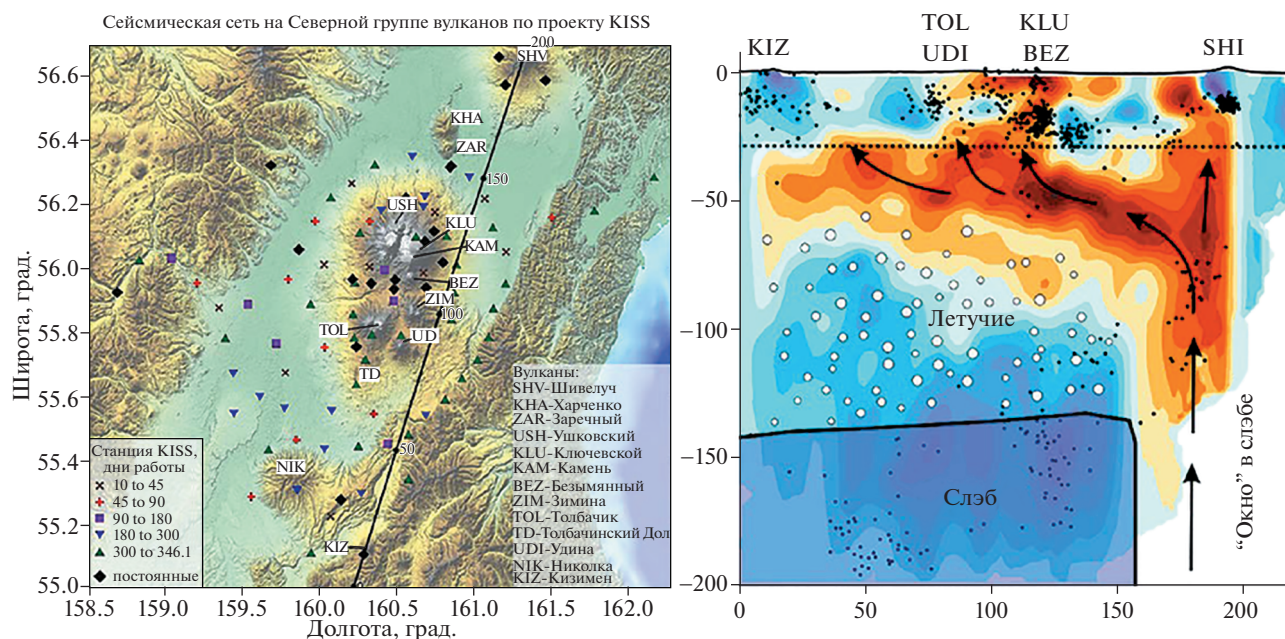 Сейсмическая сеть на Северной группе вулканов по проекту KISS
200
SHV
KHA
ZAR
150
USH
KLU
KAM
BEZ
ZIM
100
TOL
UD
TD
50
NIK
KIZ
0
Вулканы:
SHV-Шивелуч
KHA-Харченко
ZAR-Заречный
USH-Ушковский
KLU-Ключевской
KAM-Камень
BEZ-Безымянный
ZIM-Зимина
TOL-Толбачик
TD-Толбачинский Дол
UDI-Удина
NIK-Николка
KIZ-Кизимен
Станция KISS,
дни работы
10 to 45
45 to 90
90 to 180
180 to 300
300 to 346.1
постоянные
56.6
56.4
56.2
56.0
55.8
55.6
55.4
55.2
55.0
Широта, град.
158.5 159.0 159.5 160.0 160.5 161.0 161.5 162.0
Долгота, град.
TOL KLU
KIZ UDI BEZ SHI
0
−50
−100
−150
−200
Летучие
Слэб
“Окно” в слэбе
0 50 100 150 200